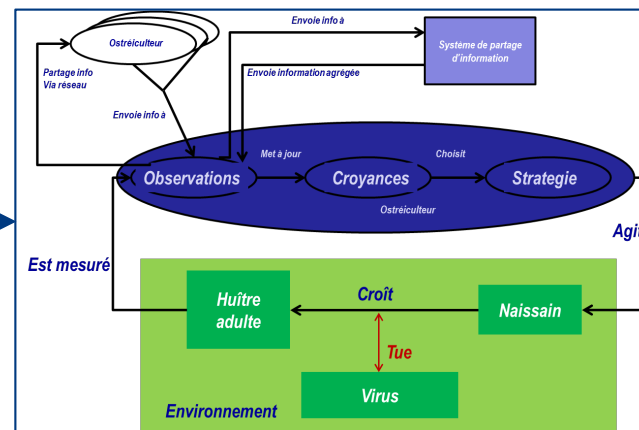 Envoie info à
Ostréiculteur
Système de partage
d'information
Partage info
Via réseau
Envoie information agrégée
Envoie info à
Met à jour
Choisit
Observations
Croyances
Strategie
Ostréiculteur
Agit
Est mesuré
Huître
adulte
Croît
Naissain
Tue
Virus
Environnement